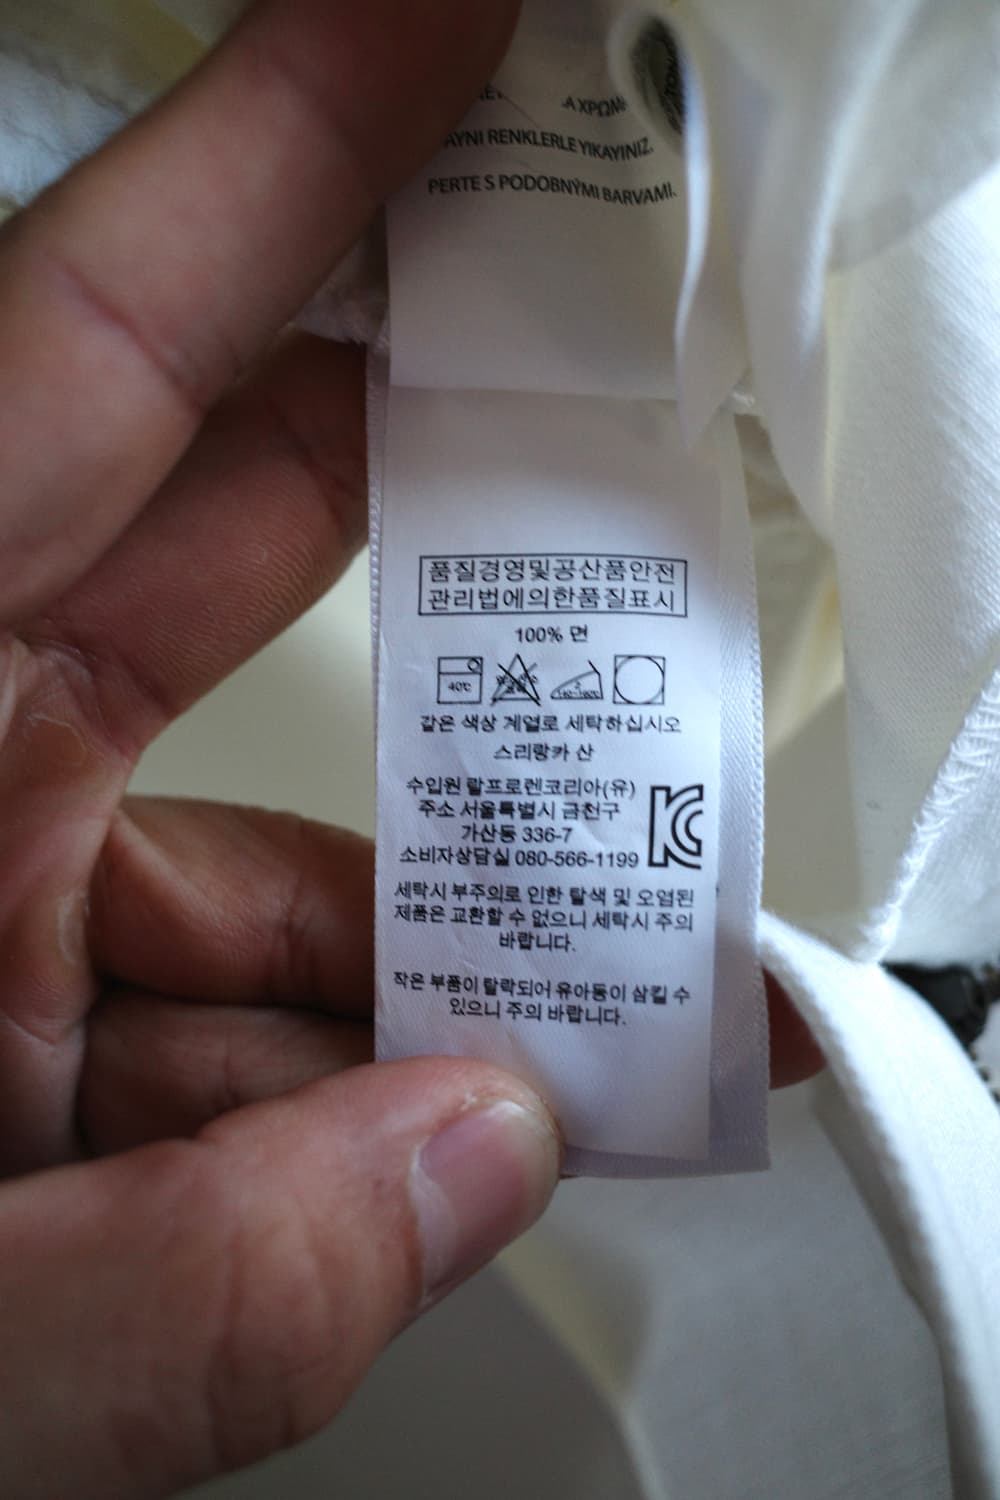 Α ΧΡΩΜ
AYNI RENKLERLE YIKAYINIZ.
PERTE S PODOBNÝMI BARVAMI.
품질경영및공산품안전
관리법에의한품질표시
100% 면
40℃
2
140-160℃
같은 색상 계열로 세탁하십시오
스리랑카 산
수입원 랄프로렌코리아(유)
주소 서울특별시 금천구
가산동 336-7
소비자상담실 080-566-1199
세탁시 부주의로 인한 탈색 및 오염된
제품은 교환할 수 없으니 세탁시 주의
바랍니다.
작은 부품이 탈락되어 유아동이 삼킬 수
있으니 주의 바랍니다.